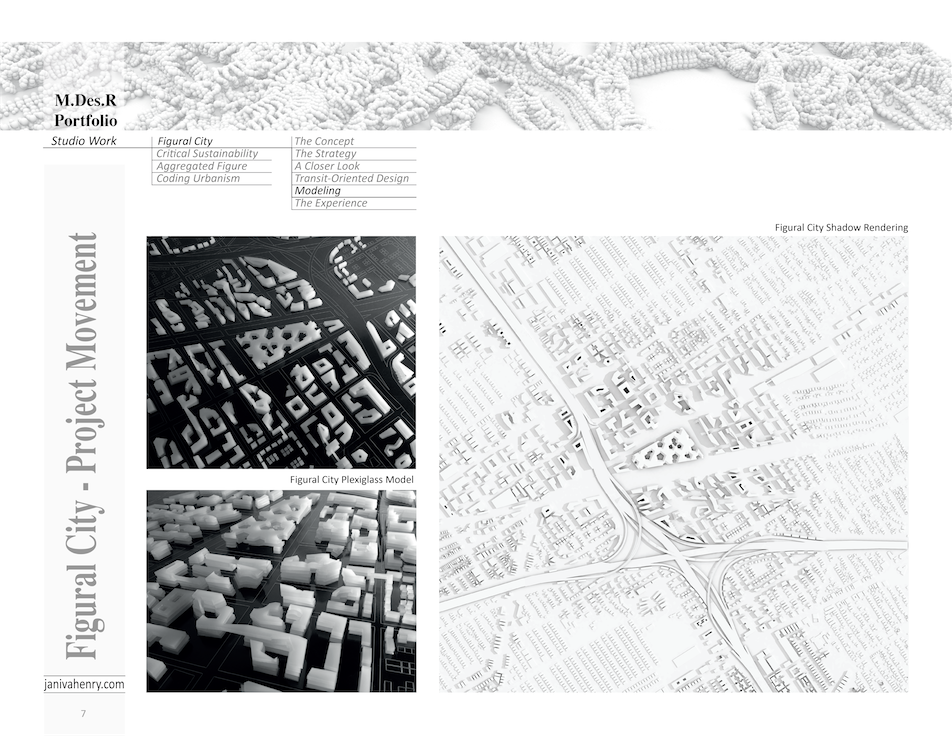 M.Des.R
Portfolio
Studio Work
Figural City
Critical Sustainability
Aggregated Figure
Coding Urbanism
The Concept
The Strategy
A Closer Look
Transit-Oriented Design
Modeling
The Experience
Figural City - Project Movement
Figural City Shadow Rendering
Figural City Plexiglass Model
janivahenry.com
7